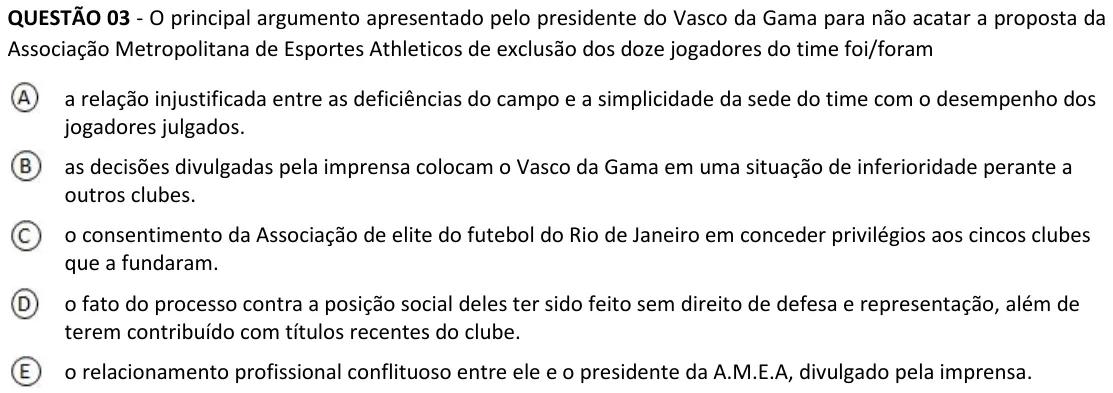 QUESTÃO 03 - O principal argumento apresentado pelo presidente do Vasco da Gama para não acatar a proposta da
Associação Metropolitana de Esportes Athleticos de exclusão dos doze jogadores do time foi/foram
A a relação injustificada entre as deficiências do campo e a simplicidade da sede do time com o desempenho dos
jogadores julgados.
B as decisões divulgadas pela imprensa colocam o Vasco da Gama em uma situação de inferioridade perante a
outros clubes.
C o consentimento da Associação de elite do futebol do Rio de Janeiro em conceder privilégios aos cincos clubes
que a fundaram.
D o fato do processo contra a posição social deles ter sido feito sem direito de defesa e representação, além de
terem contribuído com títulos recentes do clube.
E o relacionamento profissional conflituoso entre ele e o presidente da A.M.E.A, divulgado pela imprensa.